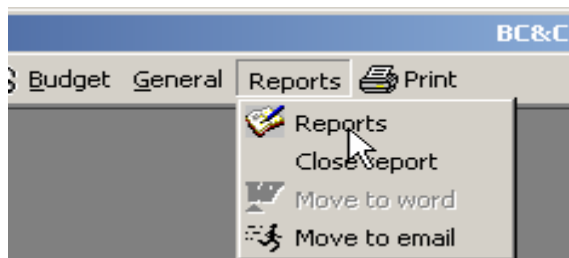 BC&C
Budget General Reports Print
Reports
Close Report
Move to word
Move to email